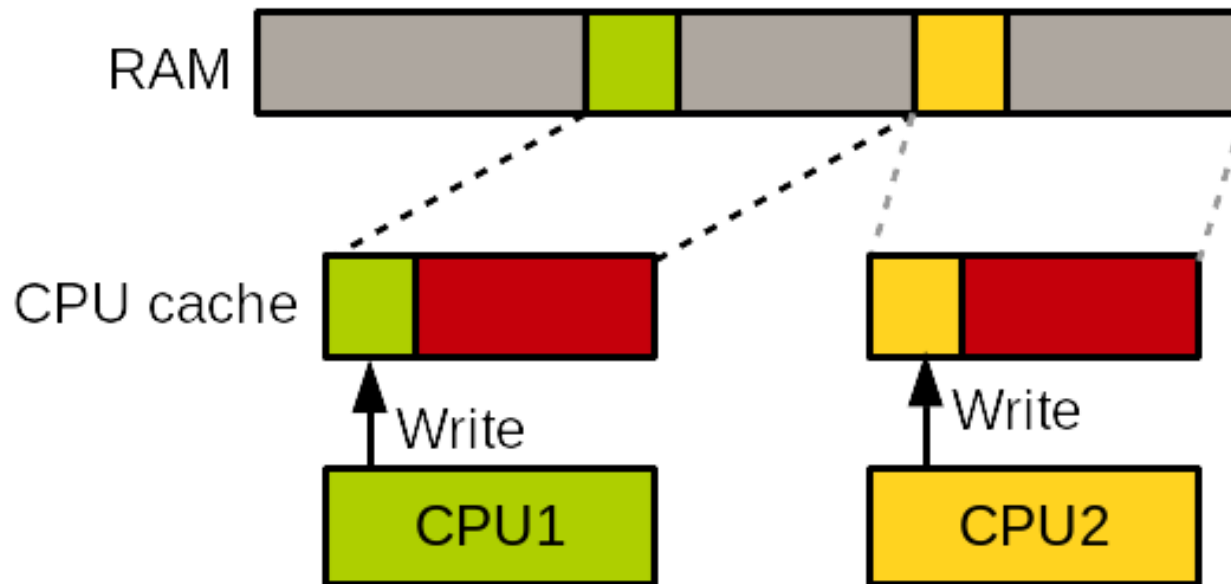 RAM
CPU cache
Write
Write
CPU1
CPU2